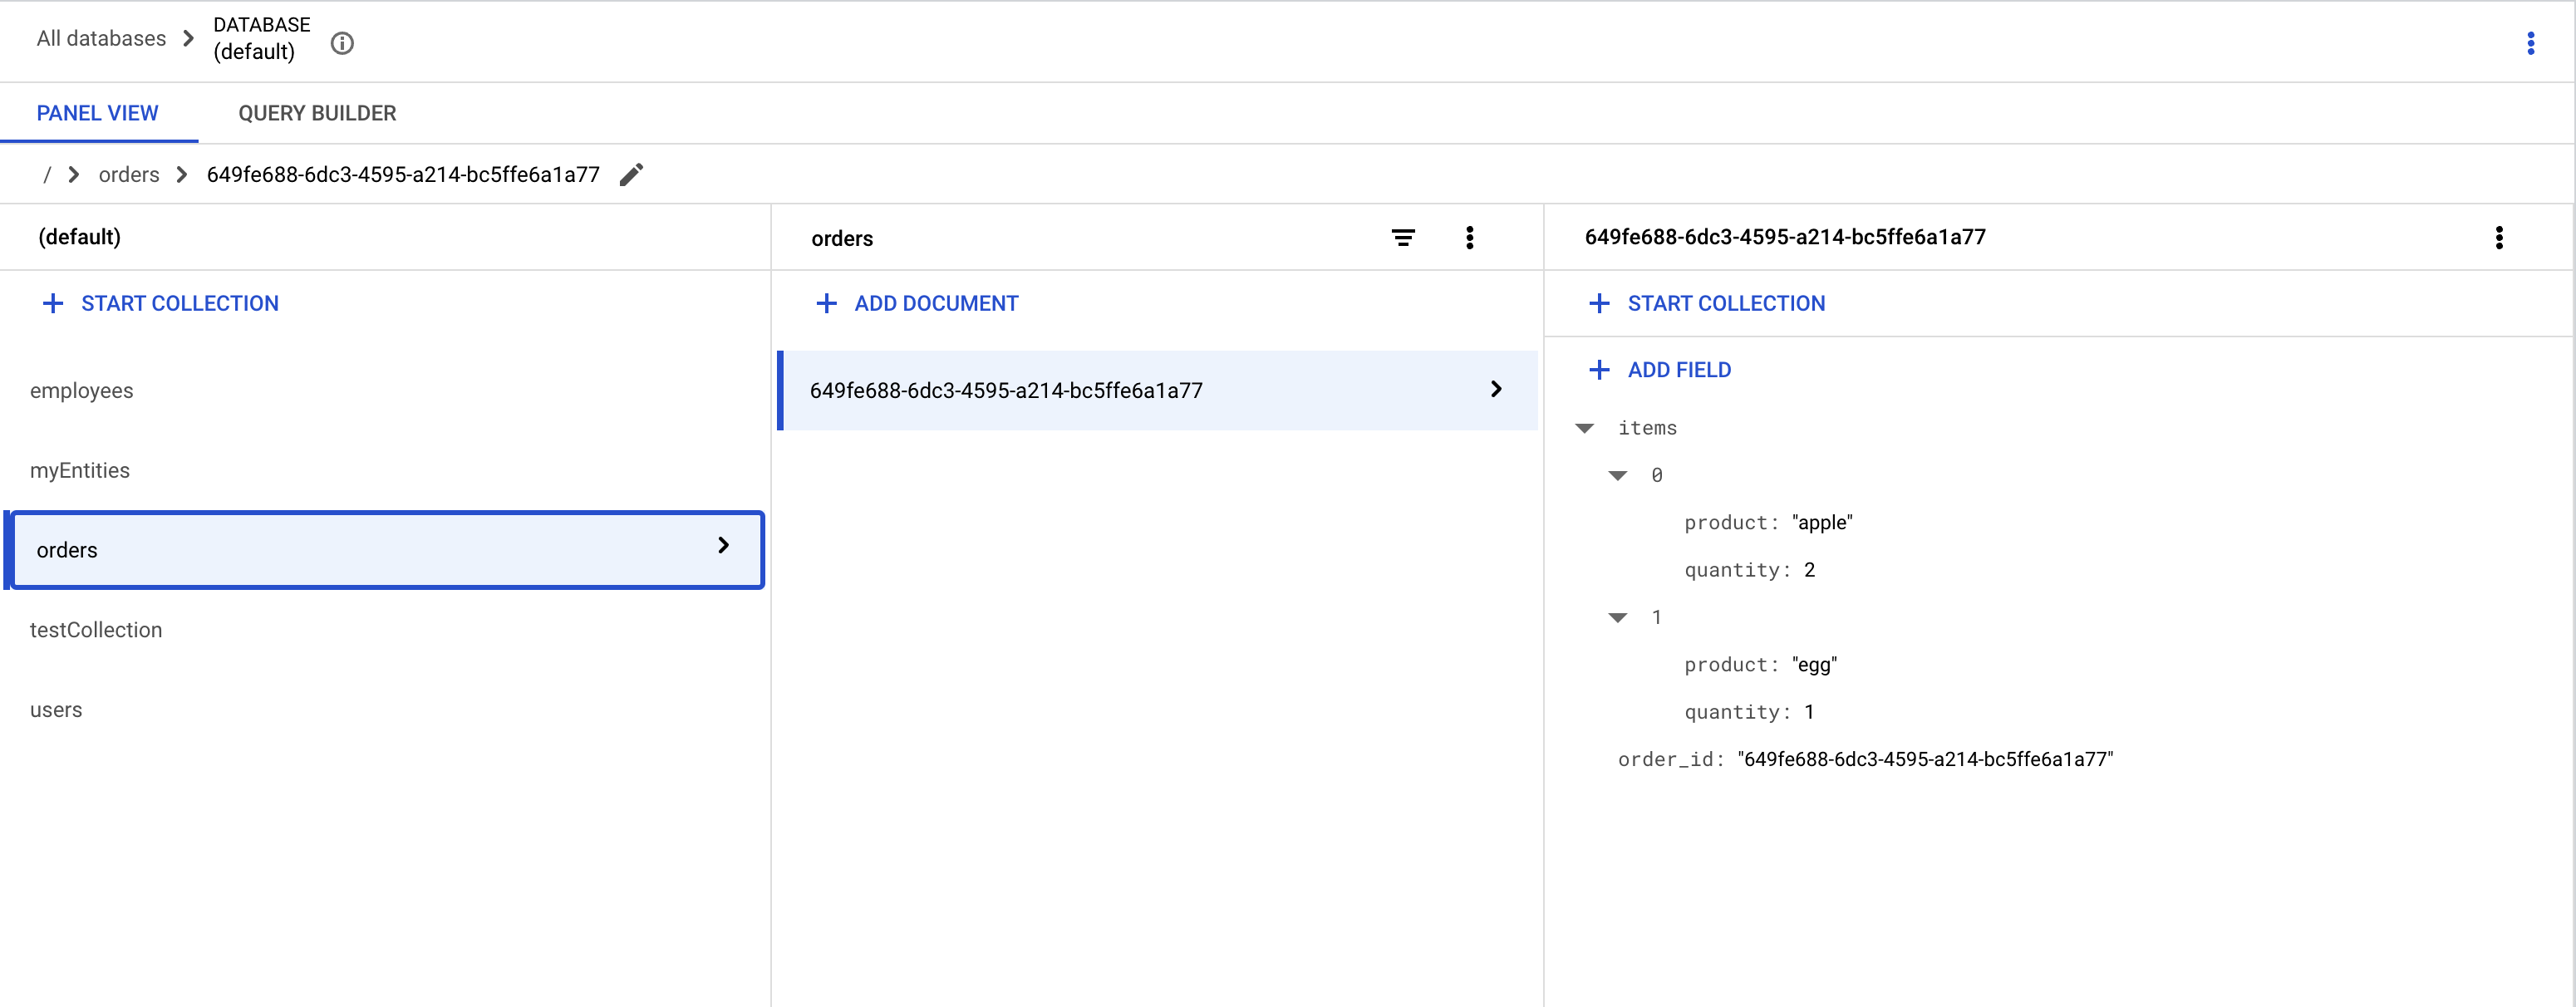 All databases
DATABASE
(default)
PANEL VIEW
QUERY BUILDER
/ orders 649fe688-6dc3-4595-a214-bc5ffe6a1a77
(default)
START COLLECTION
employees
myEntities
orders
testCollection
users
orders
ADD DOCUMENT
649fe688-6dc3-4595-a214-bc5ffe6a1a77
649fe688-6dc3-4595-a214-bc5ffe6a1a77
START COLLECTION
ADD FIELD
items
0
product: "apple"
quantity: 2
1
product: "egg"
quantity: 1
order_id: "649fe688-6dc3-4595-a214-bc5ffe6a1a77"